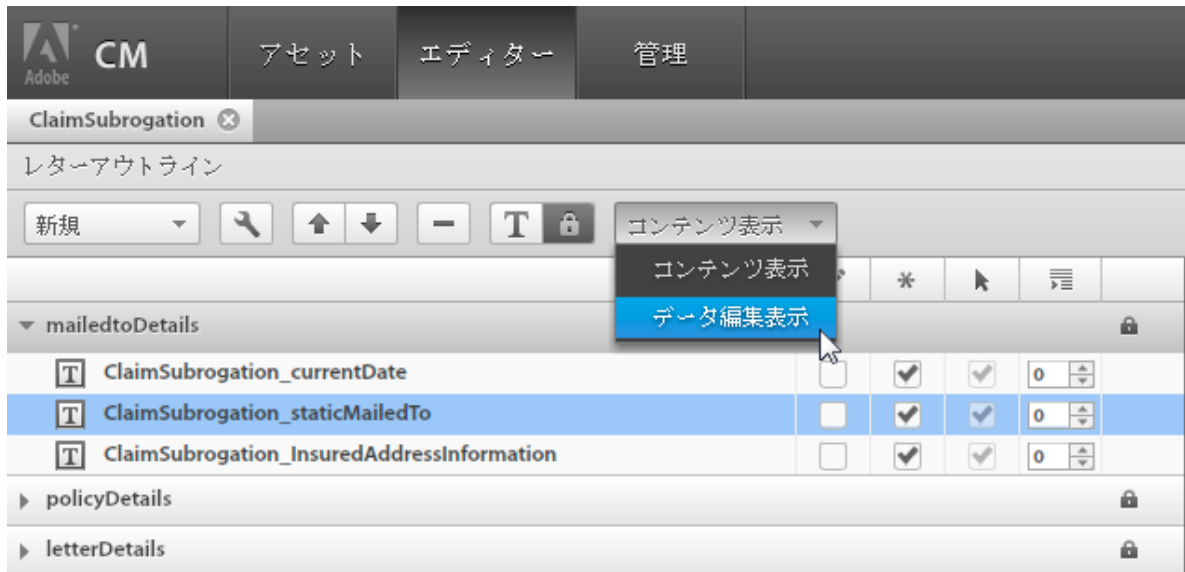 Adobe CM アセット エディター 管理
ClaimSubrogation
レターアウトライン
新規 T コンテンツ表示
コンテンツ表示
データ編集表示
mailedtoDetails
T ClaimSubrogation_currentDate 0
T ClaimSubrogation_staticMailedTo 0
T ClaimSubrogation_InsuredAddressInformation 0
policyDetails
letterDetails